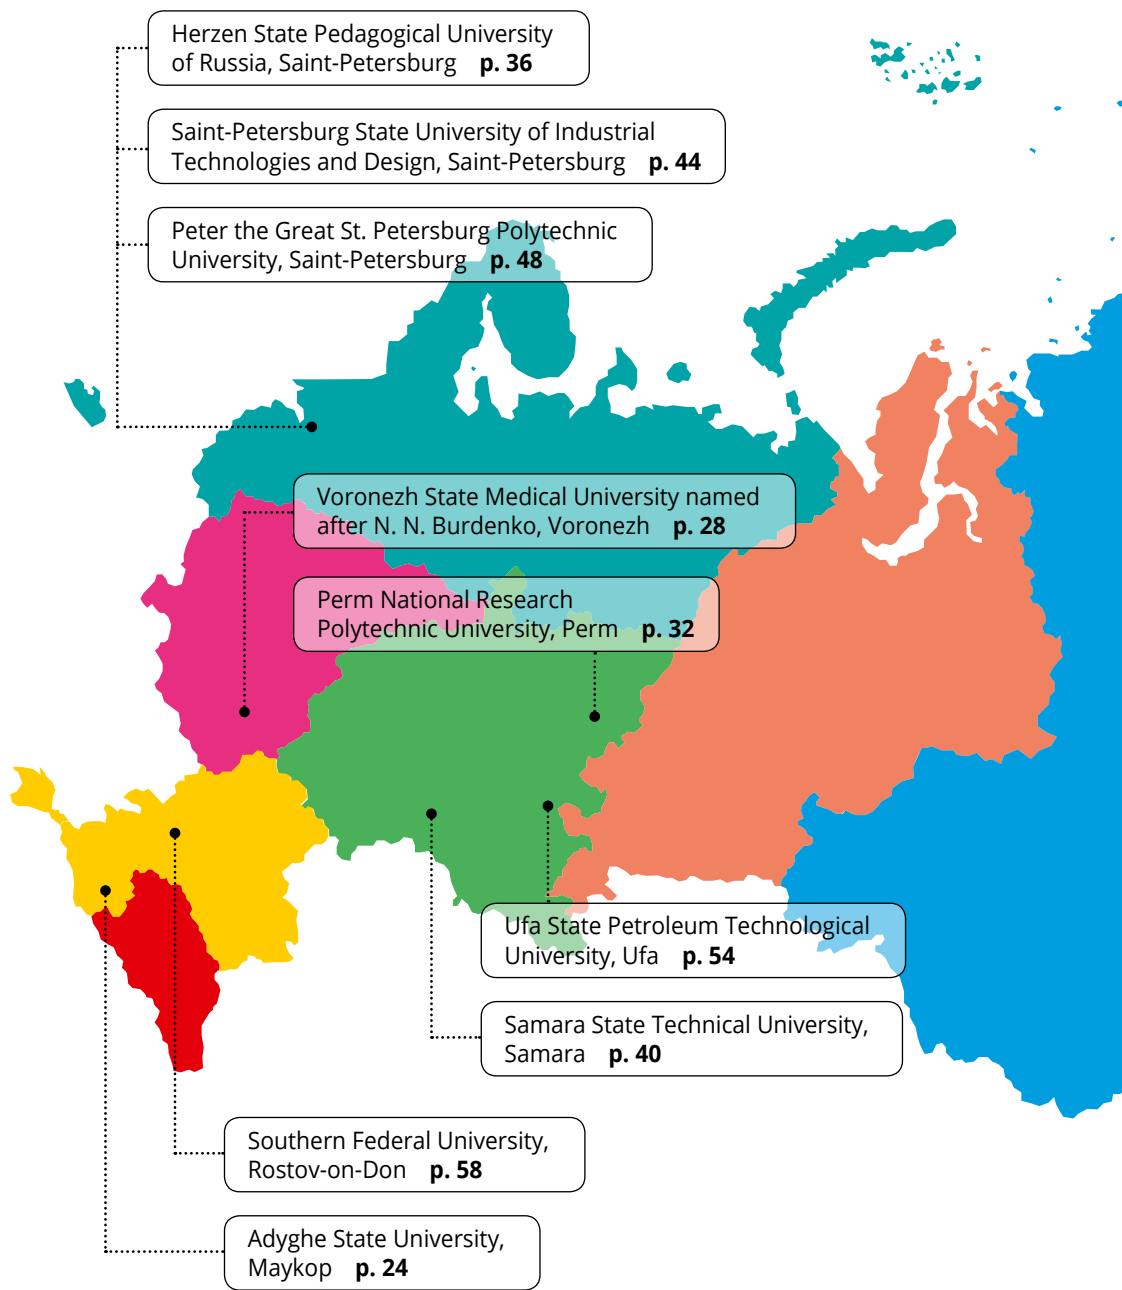 Herzen State Pedagogical University
of Russia, Saint-Petersburg p. 36
Saint-Petersburg State University of Industrial
Technologies and Design, Saint-Petersburg p. 44
Peter the Great St. Petersburg Polytechnic
University, Saint-Petersburg p. 48
Voronezh State Medical University named
after N. N. Burdenko, Voronezh p. 28
Perm National Research
Polytechnic University, Perm p. 32
Ufa State Petroleum Technological
University, Ufa p. 54
Samara State Technical University,
Samara p. 40
Southern Federal University,
Rostov-on-Don p. 58
Adyghe State University,
Maykop p. 24